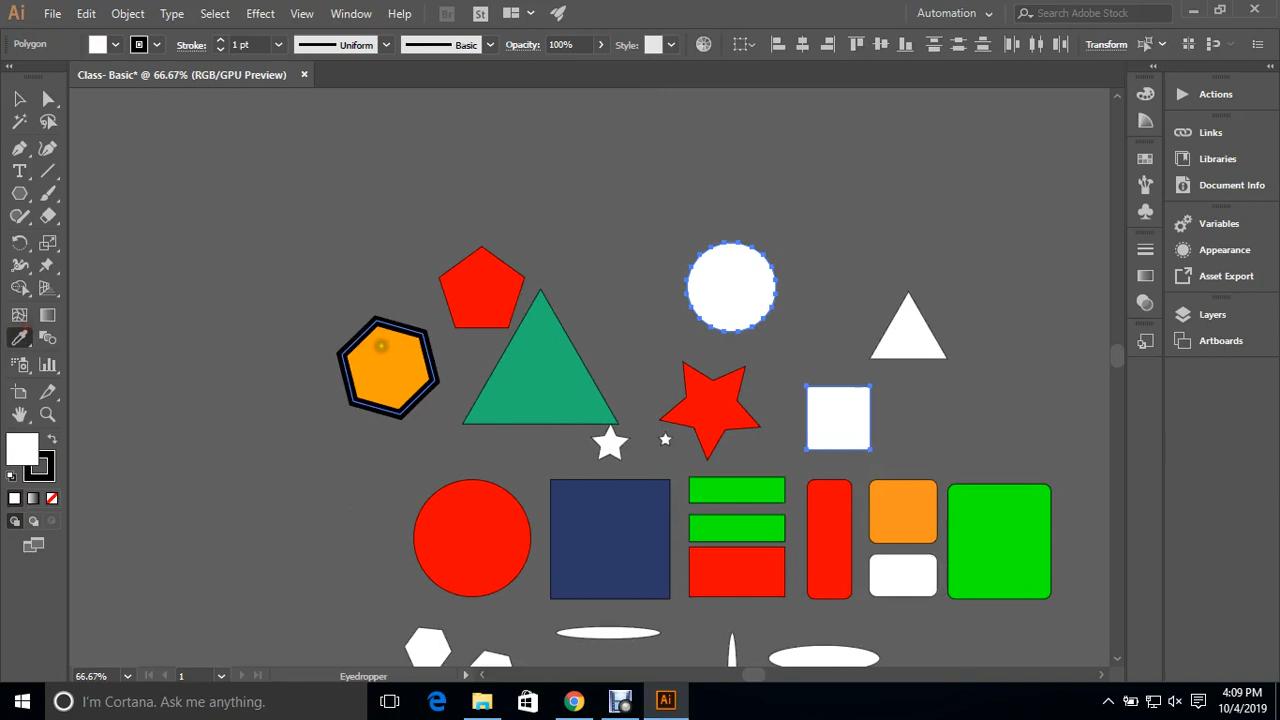 Ai File Edit Object Type Select Effect View Window Help Br St Automation Search Adobe Stock
Polygon Stroke: 1 pt Uniform Basic Opacity: 100% Style: Transform
Class- Basic* @ 66.67% (RGB/GPU Preview)
Actions
Links
Libraries
Document Info
Variables
Appearance
Asset Export
Layers
Artboards
66.67% 1 Eyedropper
I'm Cortana. Ask me anything. Ai 4:09 PM
10/4/2019